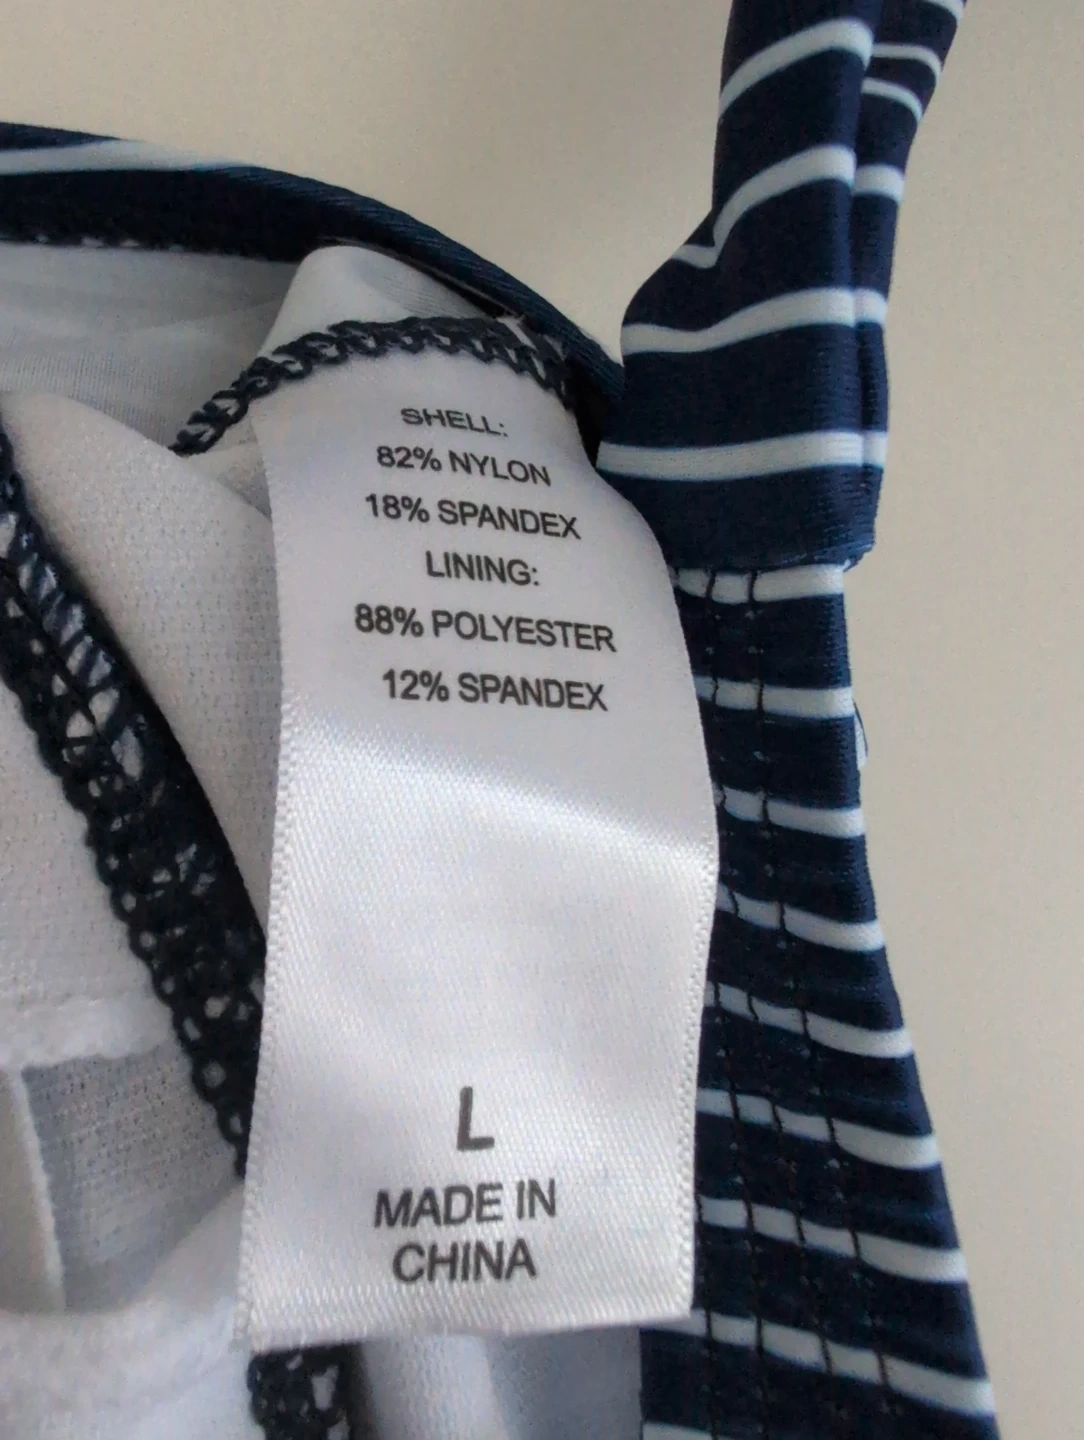 SHELL:
82% NYLON
18% SPANDEX
LINING:
88% POLYESTER
12% SPANDEX
L
MADE IN
CHINA